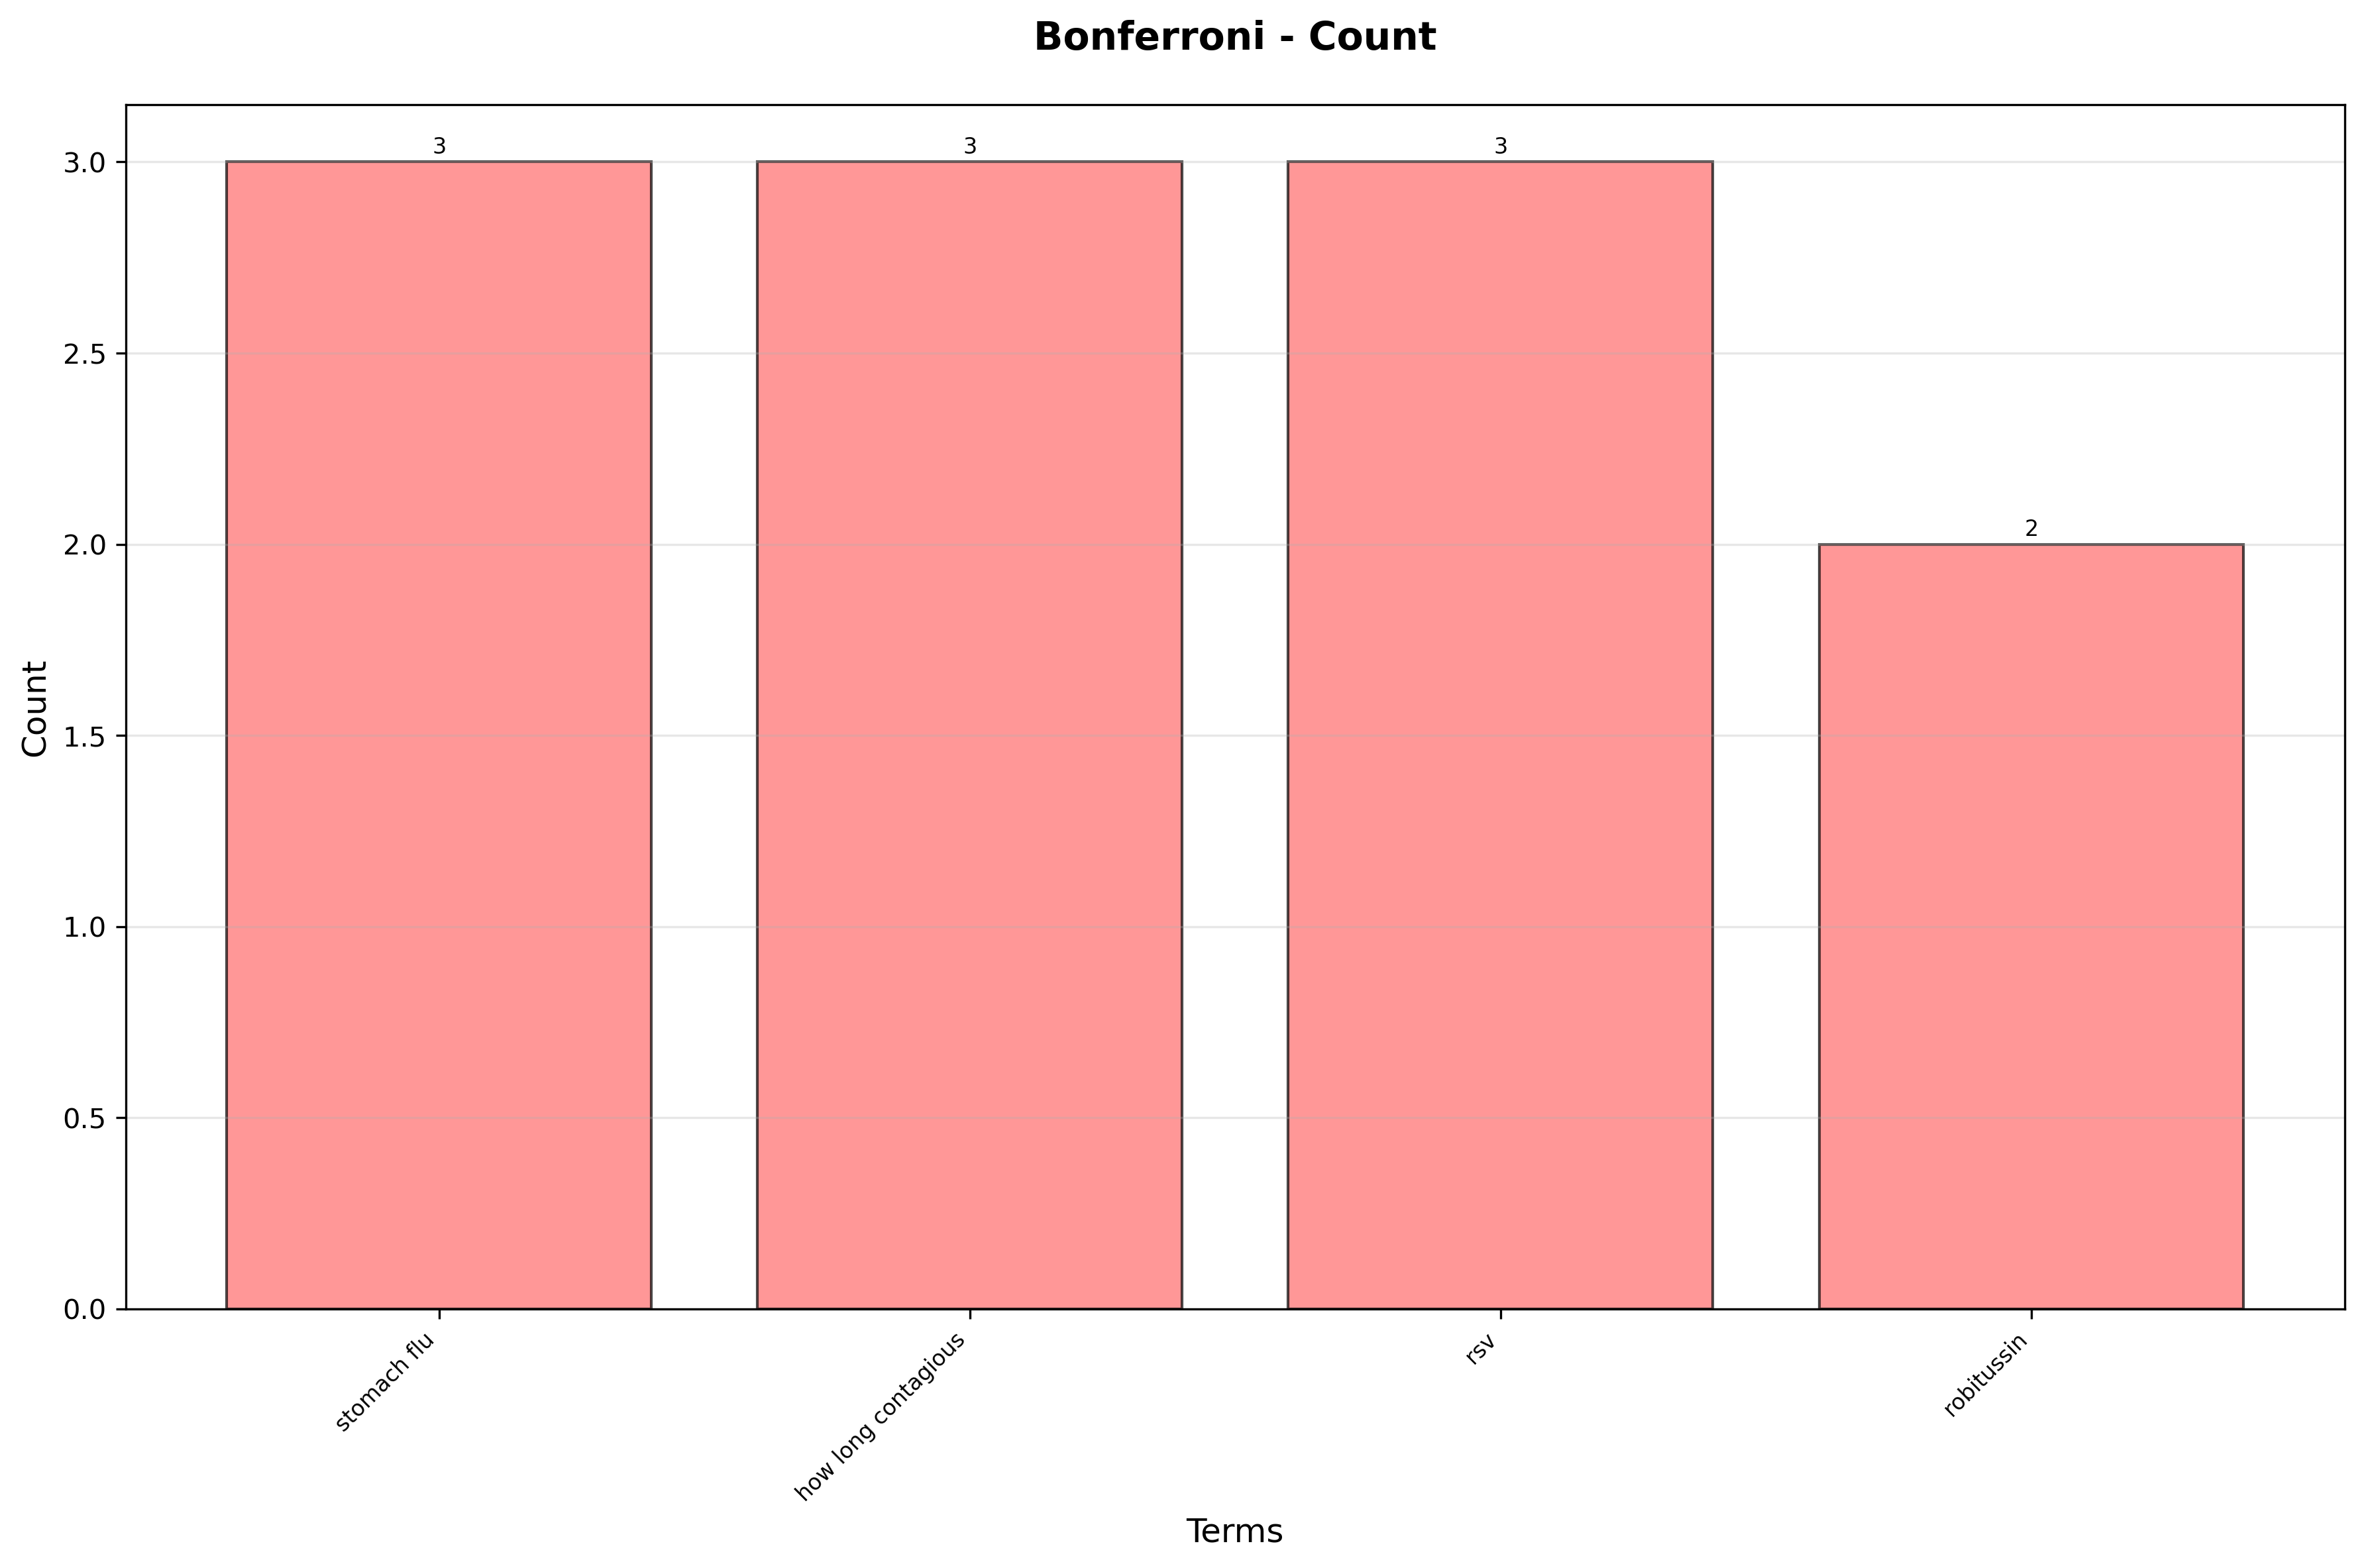 Bonferroni - Count
3
3
3
2
3.0
2.5
2.0
1.5
1.0
0.5
0.0
Count
stomach flu
how long contagious
rsv
robitussin
Terms